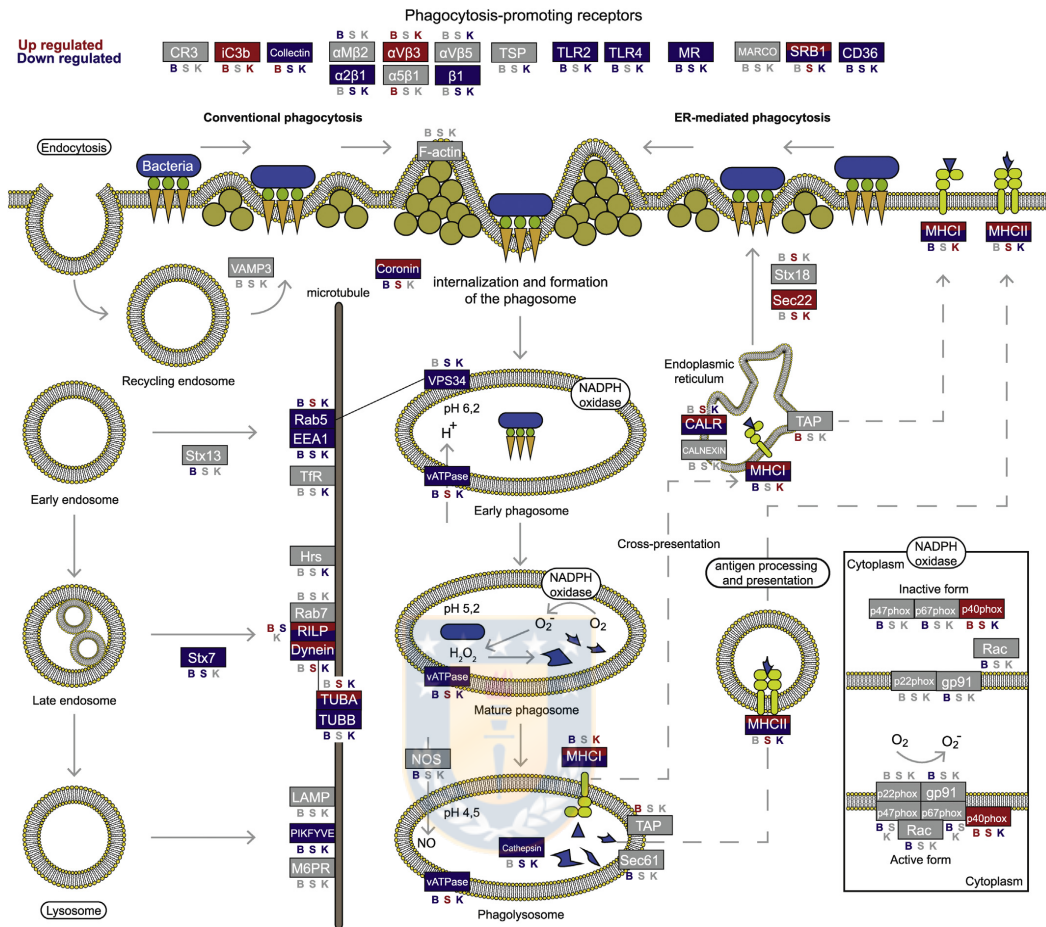 Phagocytosis-promoting receptors
Up regulated
Down regulated
CR3
B S K
iC3b
B S K
Collectin
B S K
B S K
αMβ2
α2β1
B S K
B S K
αVβ3
α5β1
B S K
B S K
αVβ5
β1
B S K
TSP
B S K
TLR2
B S K
TLR4
B S K
MR
B S K
MARCO
B S K
SRB1
B S K
CD36
B S K
Conventional phagocytosis
ER-mediated phagocytosis
Endocytosis
Bacteria
B S K
F-actin
MHCI
B S K
MHCII
B S K
VAMP3
B S K
Coronin
B S K
internalization and formation
of the phagosome
B S K
Stx18
Sec22
B S K
microtubule
Recycling endosome
Endoplasmic
reticulum
B S K
VPS34
NADPH
oxidase
pH 6,2
H+
vATPase
B S K
Early phagosome
B S K
Rab5
EEA1
B S K
Stx13
B S K
TfR
B S K
Early endosome
B S K
CALR
CALNEXIN
B S K
TAP
B S K
MHCI
B S K
Cross-presentation
antigen processing
and presentation
Hrs
B S K
B S K
Rab7
B S
K
RILP
Dynein
B S K
Stx7
B S K
B S K
TUBA
TUBB
B S K
Late endosome
NADPH
oxidase
pH 5,2
O2-
O2
H2O2
vATPase
B S K
Mature phagosome
MHCII
B S K
NOS
B S K
B S K
MHCI
pH 4,5
NO
Cathepsin
B S K
B S K
TAP
Sec61
B S K
vATPase
B S K
Phagolysosome
LAMP
B S K
PIKFYVE
B S K
M6PR
B S K
Lysosome
Cytoplasm
NADPH
oxidase
Inactive form
p47phox
p67phox
p40phox
B S K
B S K
B S K
Rac
B S K
p22phox
gp91
B S K
B S K
O2
O2-
B S K
B S K
p22phox
gp91
p47phox
p67phox
p40phox
B S
K
Rac
B S
K
B S K
B S K
Active form
Cytoplasm